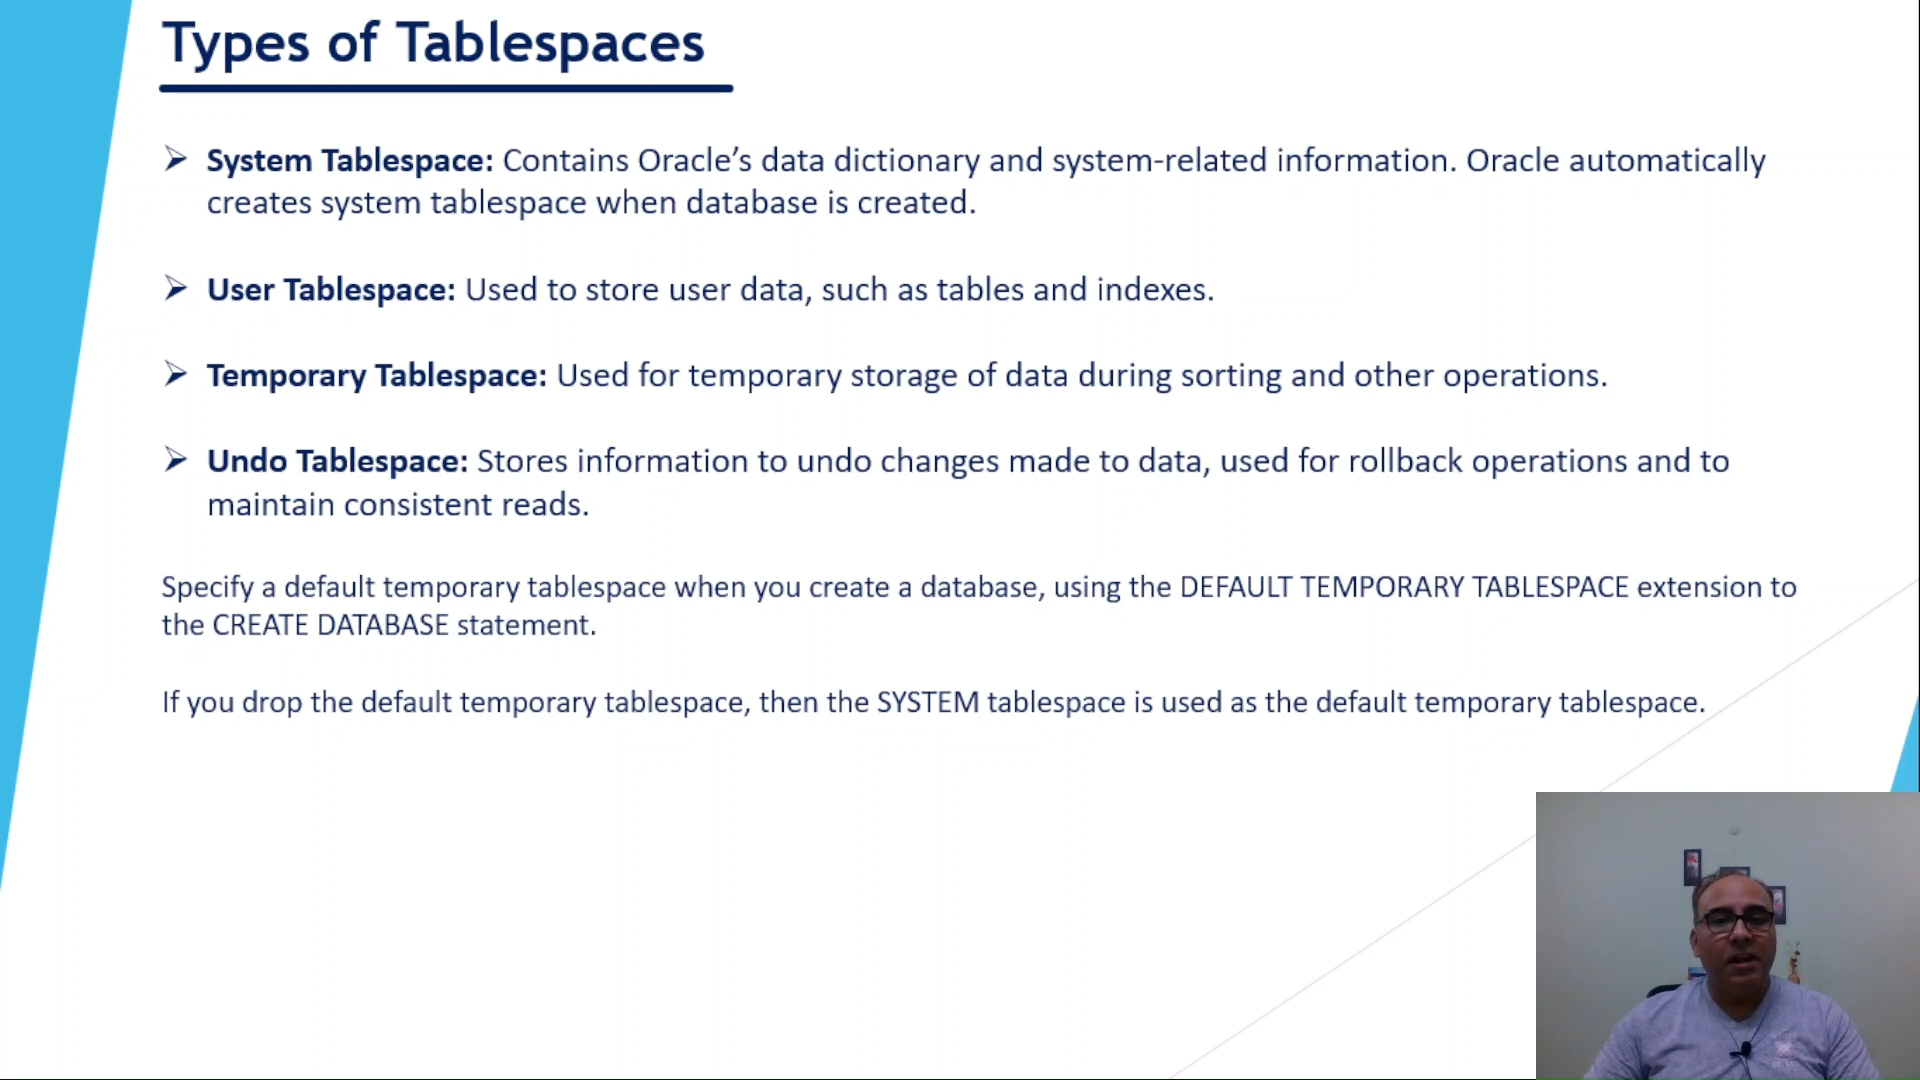 Types of Tablespaces
➢ System Tablespace: Contains Oracle’s data dictionary and system-related information. Oracle automatically
creates system tablespace when database is created.
➢ User Tablespace: Used to store user data, such as tables and indexes.
➢ Temporary Tablespace: Used for temporary storage of data during sorting and other operations.
➢ Undo Tablespace: Stores information to undo changes made to data, used for rollback operations and to
maintain consistent reads.
Specify a default temporary tablespace when you create a database, using the DEFAULT TEMPORARY TABLESPACE extension to
the CREATE DATABASE statement.
If you drop the default temporary tablespace, then the SYSTEM tablespace is used as the default temporary tablespace.